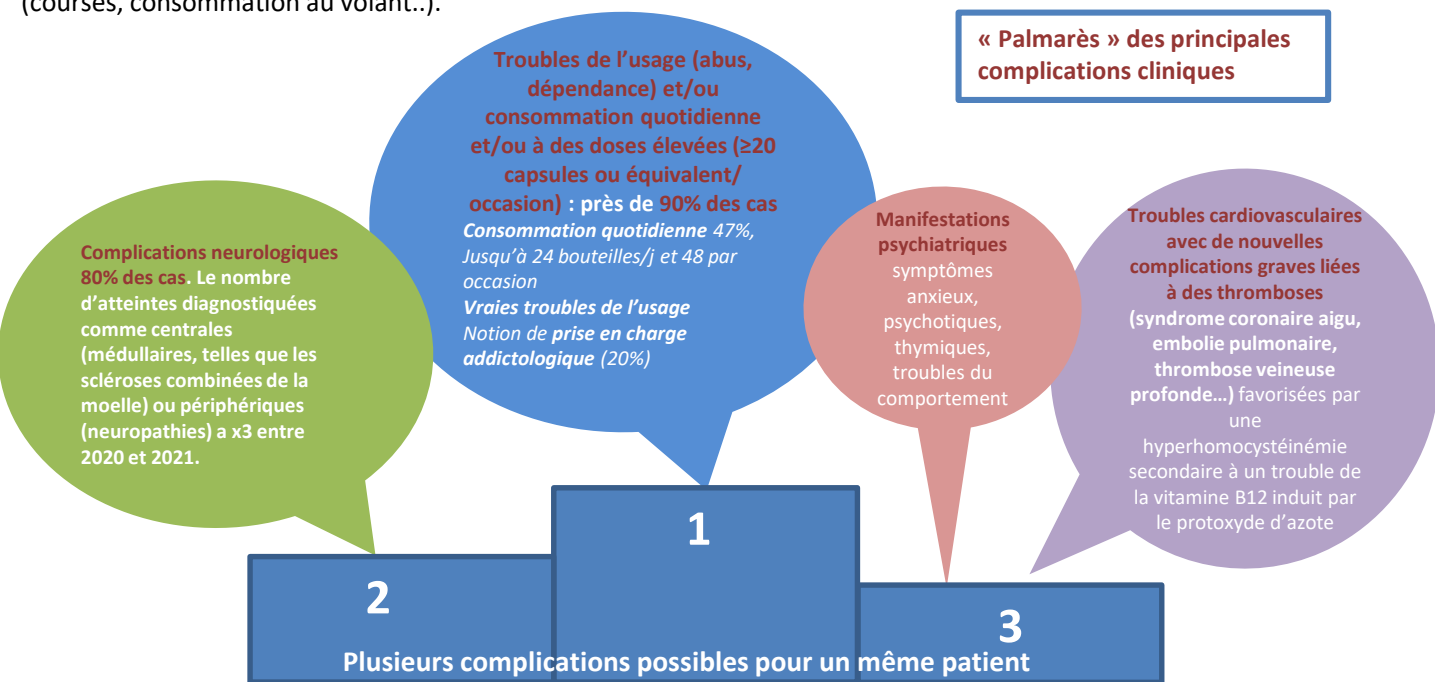 (courses, consommation au volant..).
« Palmarès » des principales
complications cliniques
Troubles de l’usage (abus,
dépendance) et/ou
consommation quotidienne
et/ou à des doses élevées (≥20
capsules ou équivalent/
occasion) : près de 90% des cas
Consommation quotidienne 47%,
Jusqu’à 24 bouteilles/j et 48 par
occasion
Vraies troubles de l’usage
Notion de prise en charge
addictologique (20%)
Complications neurologiques
80% des cas. Le nombre
d’atteintes diagnostiquées
comme centrales
(médullaires, telles que les
scléroses combinées de la
moelle) ou périphériques
(neuropathies) a x3 entre
2020 et 2021.
Manifestations
psychiatriques
symptômes
anxieux,
psychotiques,
thymiques,
troubles du
comportement
Troubles cardiovasculaires
avec de nouvelles
complications graves liées
à des thromboses
(syndrome coronaire aigu,
embolie pulmonaire,
thrombose veineuse
profonde…) favorisées par
une
hyperhomocystéinémie
secondaire à un trouble de
la vitamine B12 induit par
le protoxyde d’azote
1
2
3
Plusieurs complications possibles pour un même patient